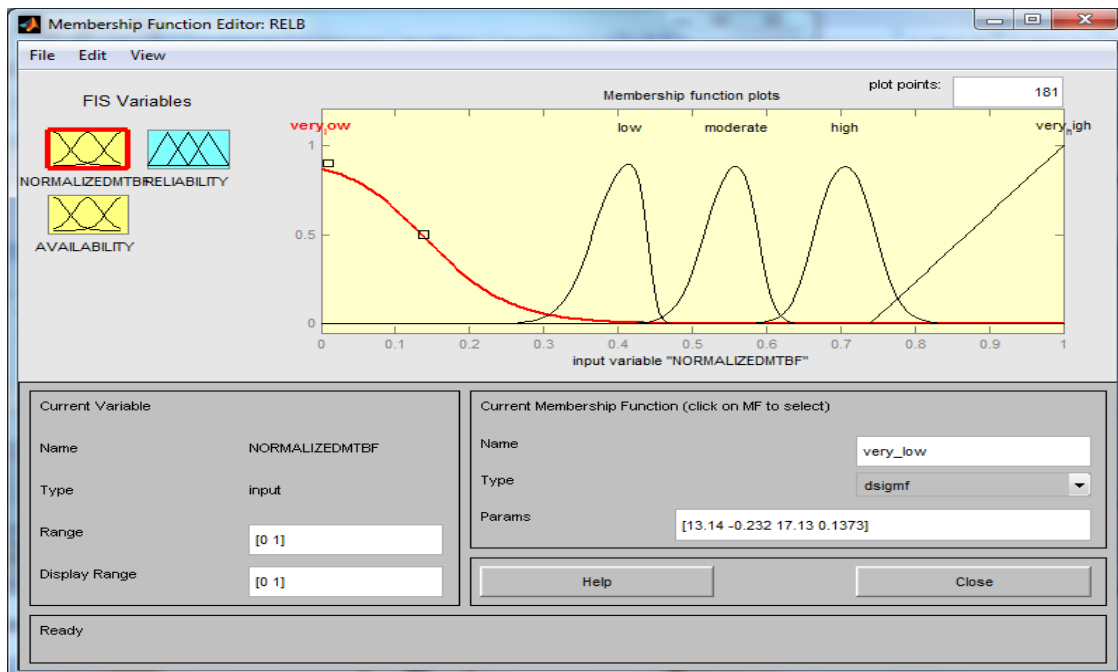 Membership Function Editor: RELB
File Edit View
FIS Variables
NORMALIZEDMTBF
RELIABILITY
AVAILABILITY
Membership function plots
plot points: 181
very_low low moderate high very_high
1
0.5
0
0 0.1 0.2 0.3 0.4 0.5 0.6 0.7 0.8 0.9 1
input variable "NORMALIZEDMTBF"
Current Variable
Name NORMALIZEDMTBF
Type input
Range [0 1]
Display Range [0 1]
Current Membership Function (click on MF to select)
Name very_low
Type dsigmf
Params [13.14 -0.232 17.13 0.1373]
Help Close
Ready